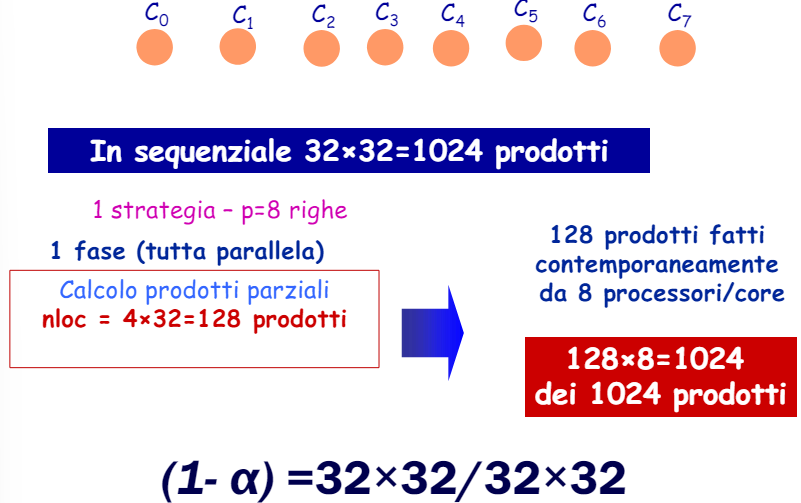 C0 C1 C2 C3 C4 C5 C6 C7
In sequenziale 32×32=1024 prodotti
1 strategia – p=8 righe
1 fase (tutta parallela)
Calcolo prodotti parziali
nloc = 4×32=128 prodotti
128 prodotti fatti
contemporaneamente
da 8 processori/core
128×8=1024
dei 1024 prodotti
(1- α) =32×32/32×32